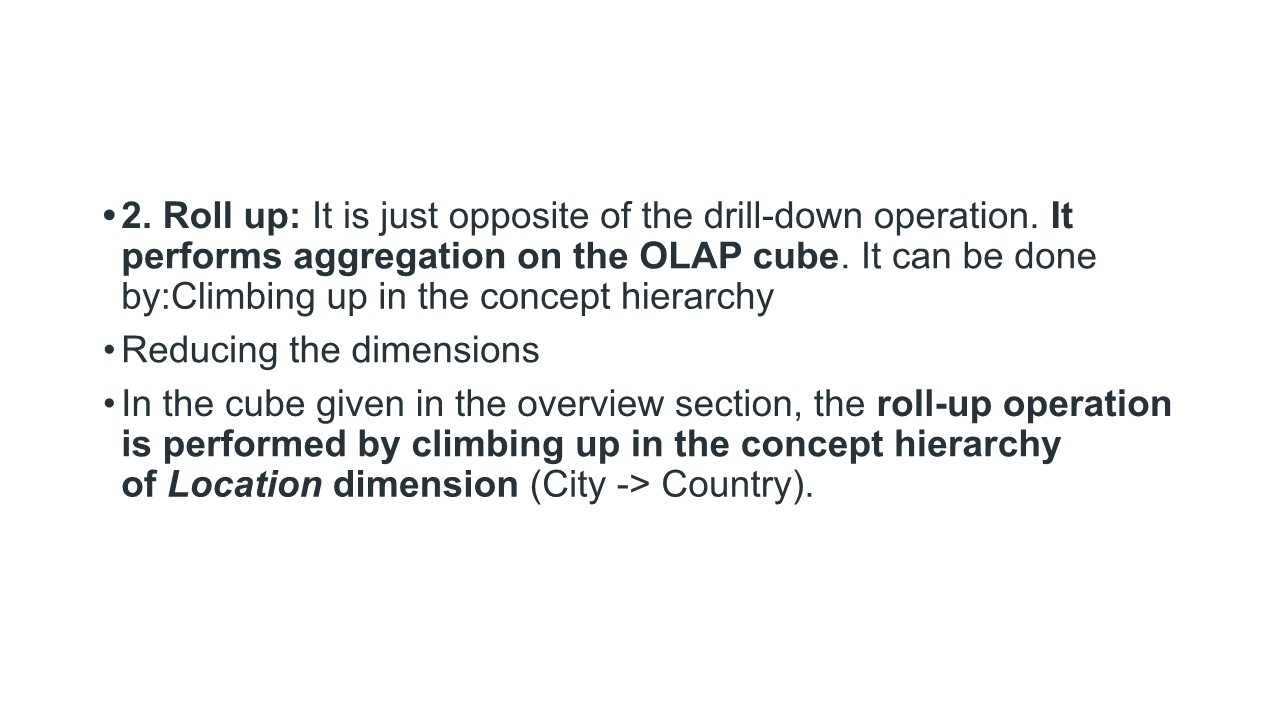 • 2. Roll up: It is just opposite of the drill-down operation. It
performs aggregation on the OLAP cube. It can be done
by:Climbing up in the concept hierarchy
• Reducing the dimensions
• In the cube given in the overview section, the roll-up operation
is performed by climbing up in the concept hierarchy
of Location dimension (City -> Country).